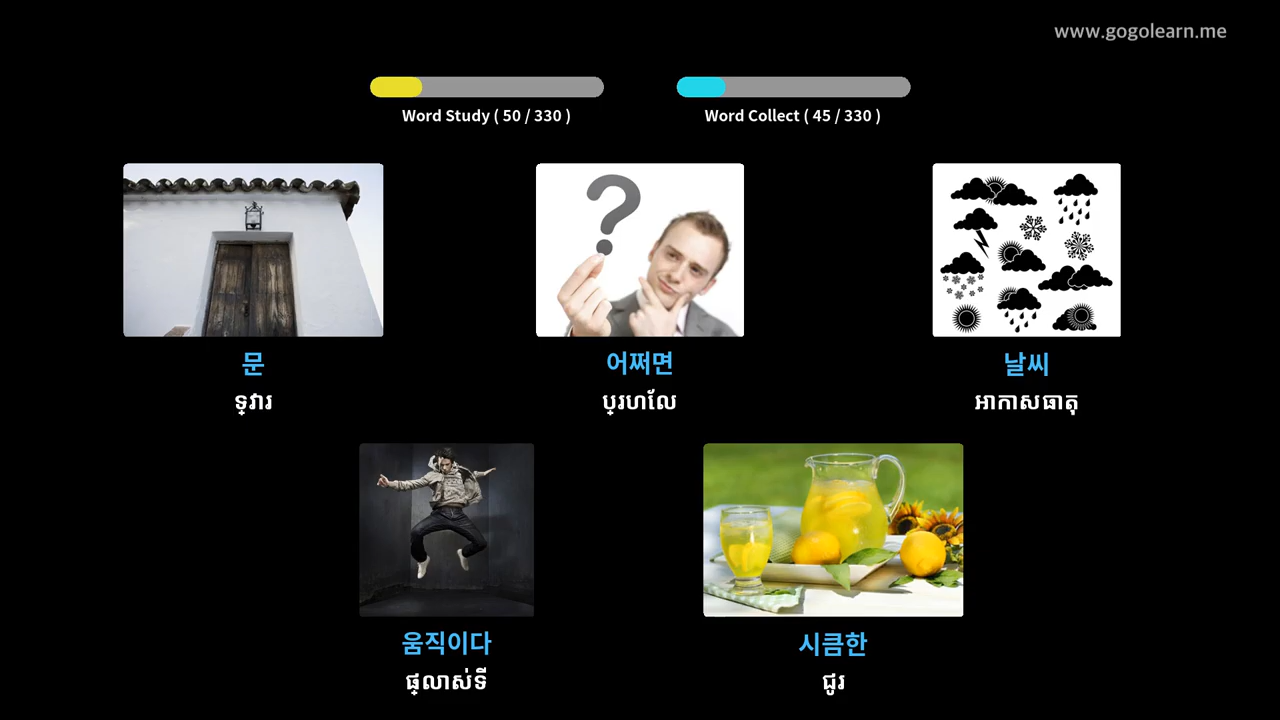 www.gogolearn.me
Word Study ( 50 / 330 )
Word Collect ( 45 / 330 )
문
ទ្វារ
어쩌면
ប្រហលែ
날씨
អាកាសធាតុ
움직이다
ផ្លាស់ទី
시큼한
ជូរ